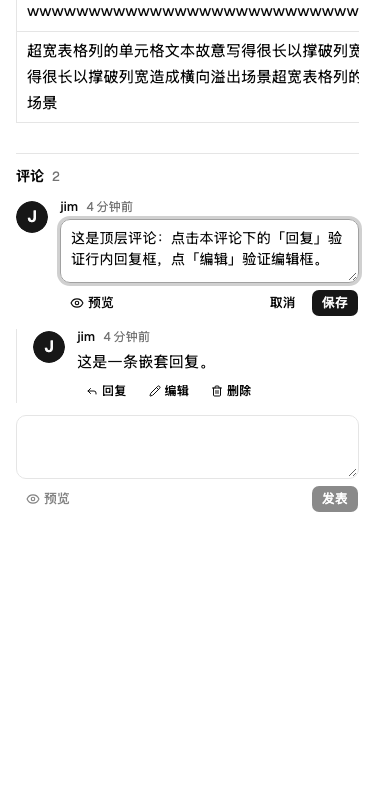 wwwwwwwwwwwwwwwwwwwwwwwwwwwwww
超宽表格列的单元格文本故意写得很长以撑破列宽
得很长以撑破列宽造成横向溢出场景超宽表格列的
场景
评论 2
J
jim 4 分钟前
这是顶层评论：点击本评论下的「回复」验
证行内回复框，点「编辑」验证编辑框。
预览 取消 保存
J
jim 4 分钟前
这是一条嵌套回复。
回复 编辑 删除
预览 发表